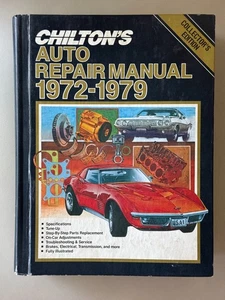 COLLECTOR'S
EDITION
CHILTON'S
AUTO
REPAIR MANUAL
1972-1979
• Specifications
• Tune-Up
• Step-By-Step Parts Replacement
• On-Car Adjustments
• Troubleshooting & Service
• Brakes, Electrical, Transmission, and more
• Fully Illustrated